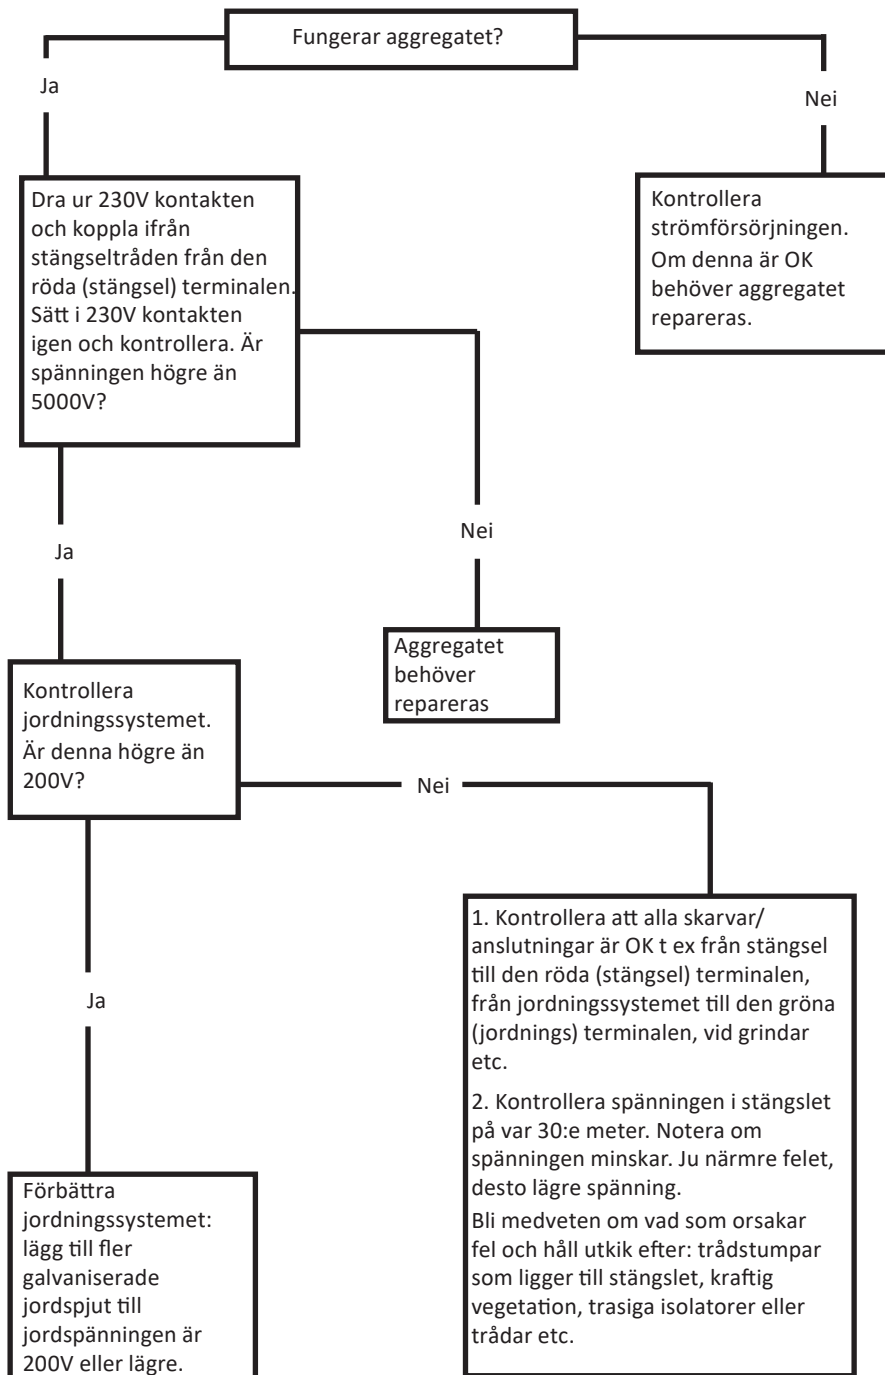 Fungerar aggregatet?
Ja
Nei
Dra ur 230V kontakten
och koppla ifrån
stängseltråden från den
röda (stängsel) terminalen.
Sätt i 230V kontakten
igen och kontrollera. Är
spänningen högre än
5000V?
Kontrollera
strömförsörjningen.
Om denna är OK
behöver aggregatet
repareras.
Ja
Nei
Aggregatet
behöver
repareras
Kontrollera
jordningssystemet.
Är denna högre än
200V?
Nei
Ja
1. Kontrollera att alla skarvar/
anslutningar är OK t ex från stängsel
till den röda (stängsel) terminalen,
från jordningssystemet till den gröna
(jordnings) terminalen, vid grindar
etc.
2. Kontrollera spänningen i stängslet
på var 30:e meter. Notera om
spänningen minskar. Ju närmre felet,
desto lägre spänning.
Bli medveten om vad som orsakar
fel och håll utkik efter: trådstumpar
som ligger till stängslet, kraftig
vegetation, trasiga isolatorer eller
trådar etc.
Förbättra
jordningssystemet:
lägg till fler
galvaniserade
jordspjut till
jordspänningen är
200V eller lägre.